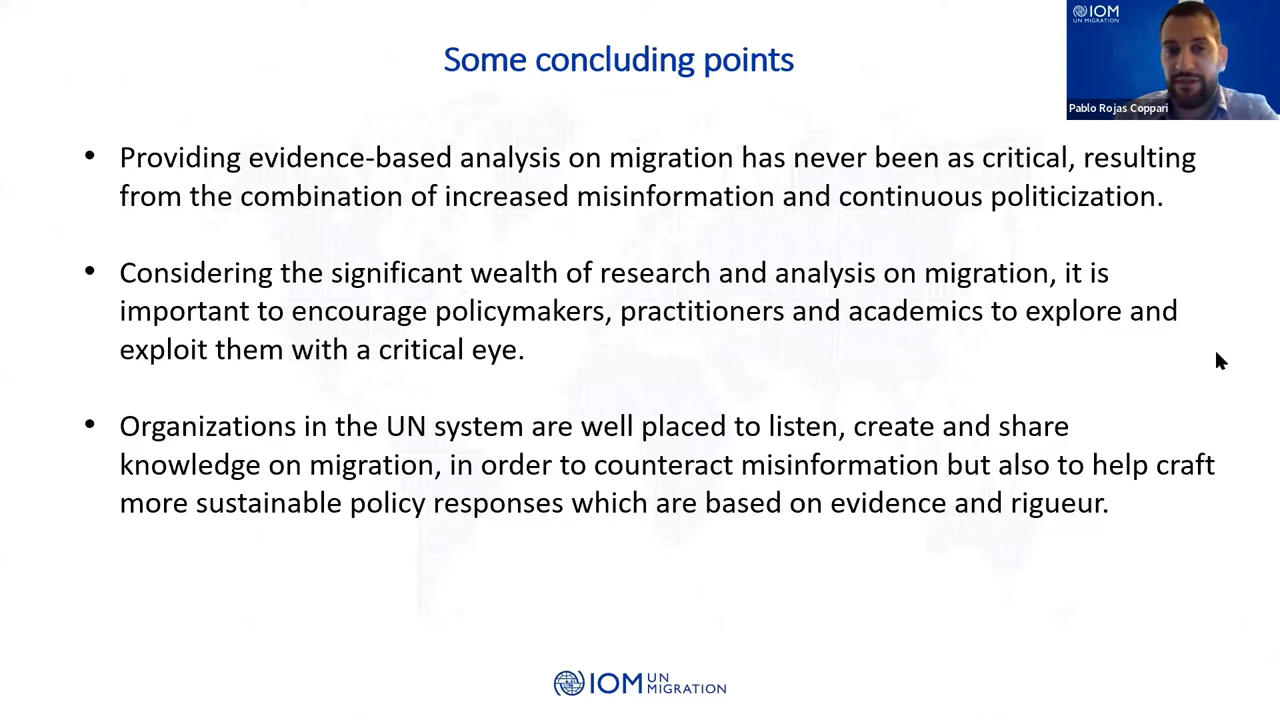 Some concluding points
IOM
UN MIGRATION
Pablo Rojas Coppari
• Providing evidence-based analysis on migration has never been as critical, resulting
from the combination of increased misinformation and continuous politicization.
• Considering the significant wealth of research and analysis on migration, it is
important to encourage policymakers, practitioners and academics to explore and
exploit them with a critical eye.
• Organizations in the UN system are well placed to listen, create and share
knowledge on migration, in order to counteract misinformation but also to help craft
more sustainable policy responses which are based on evidence and rigueur.
IOM UN
MIGRATION